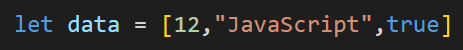 let data = [12,"JavaScript",true]